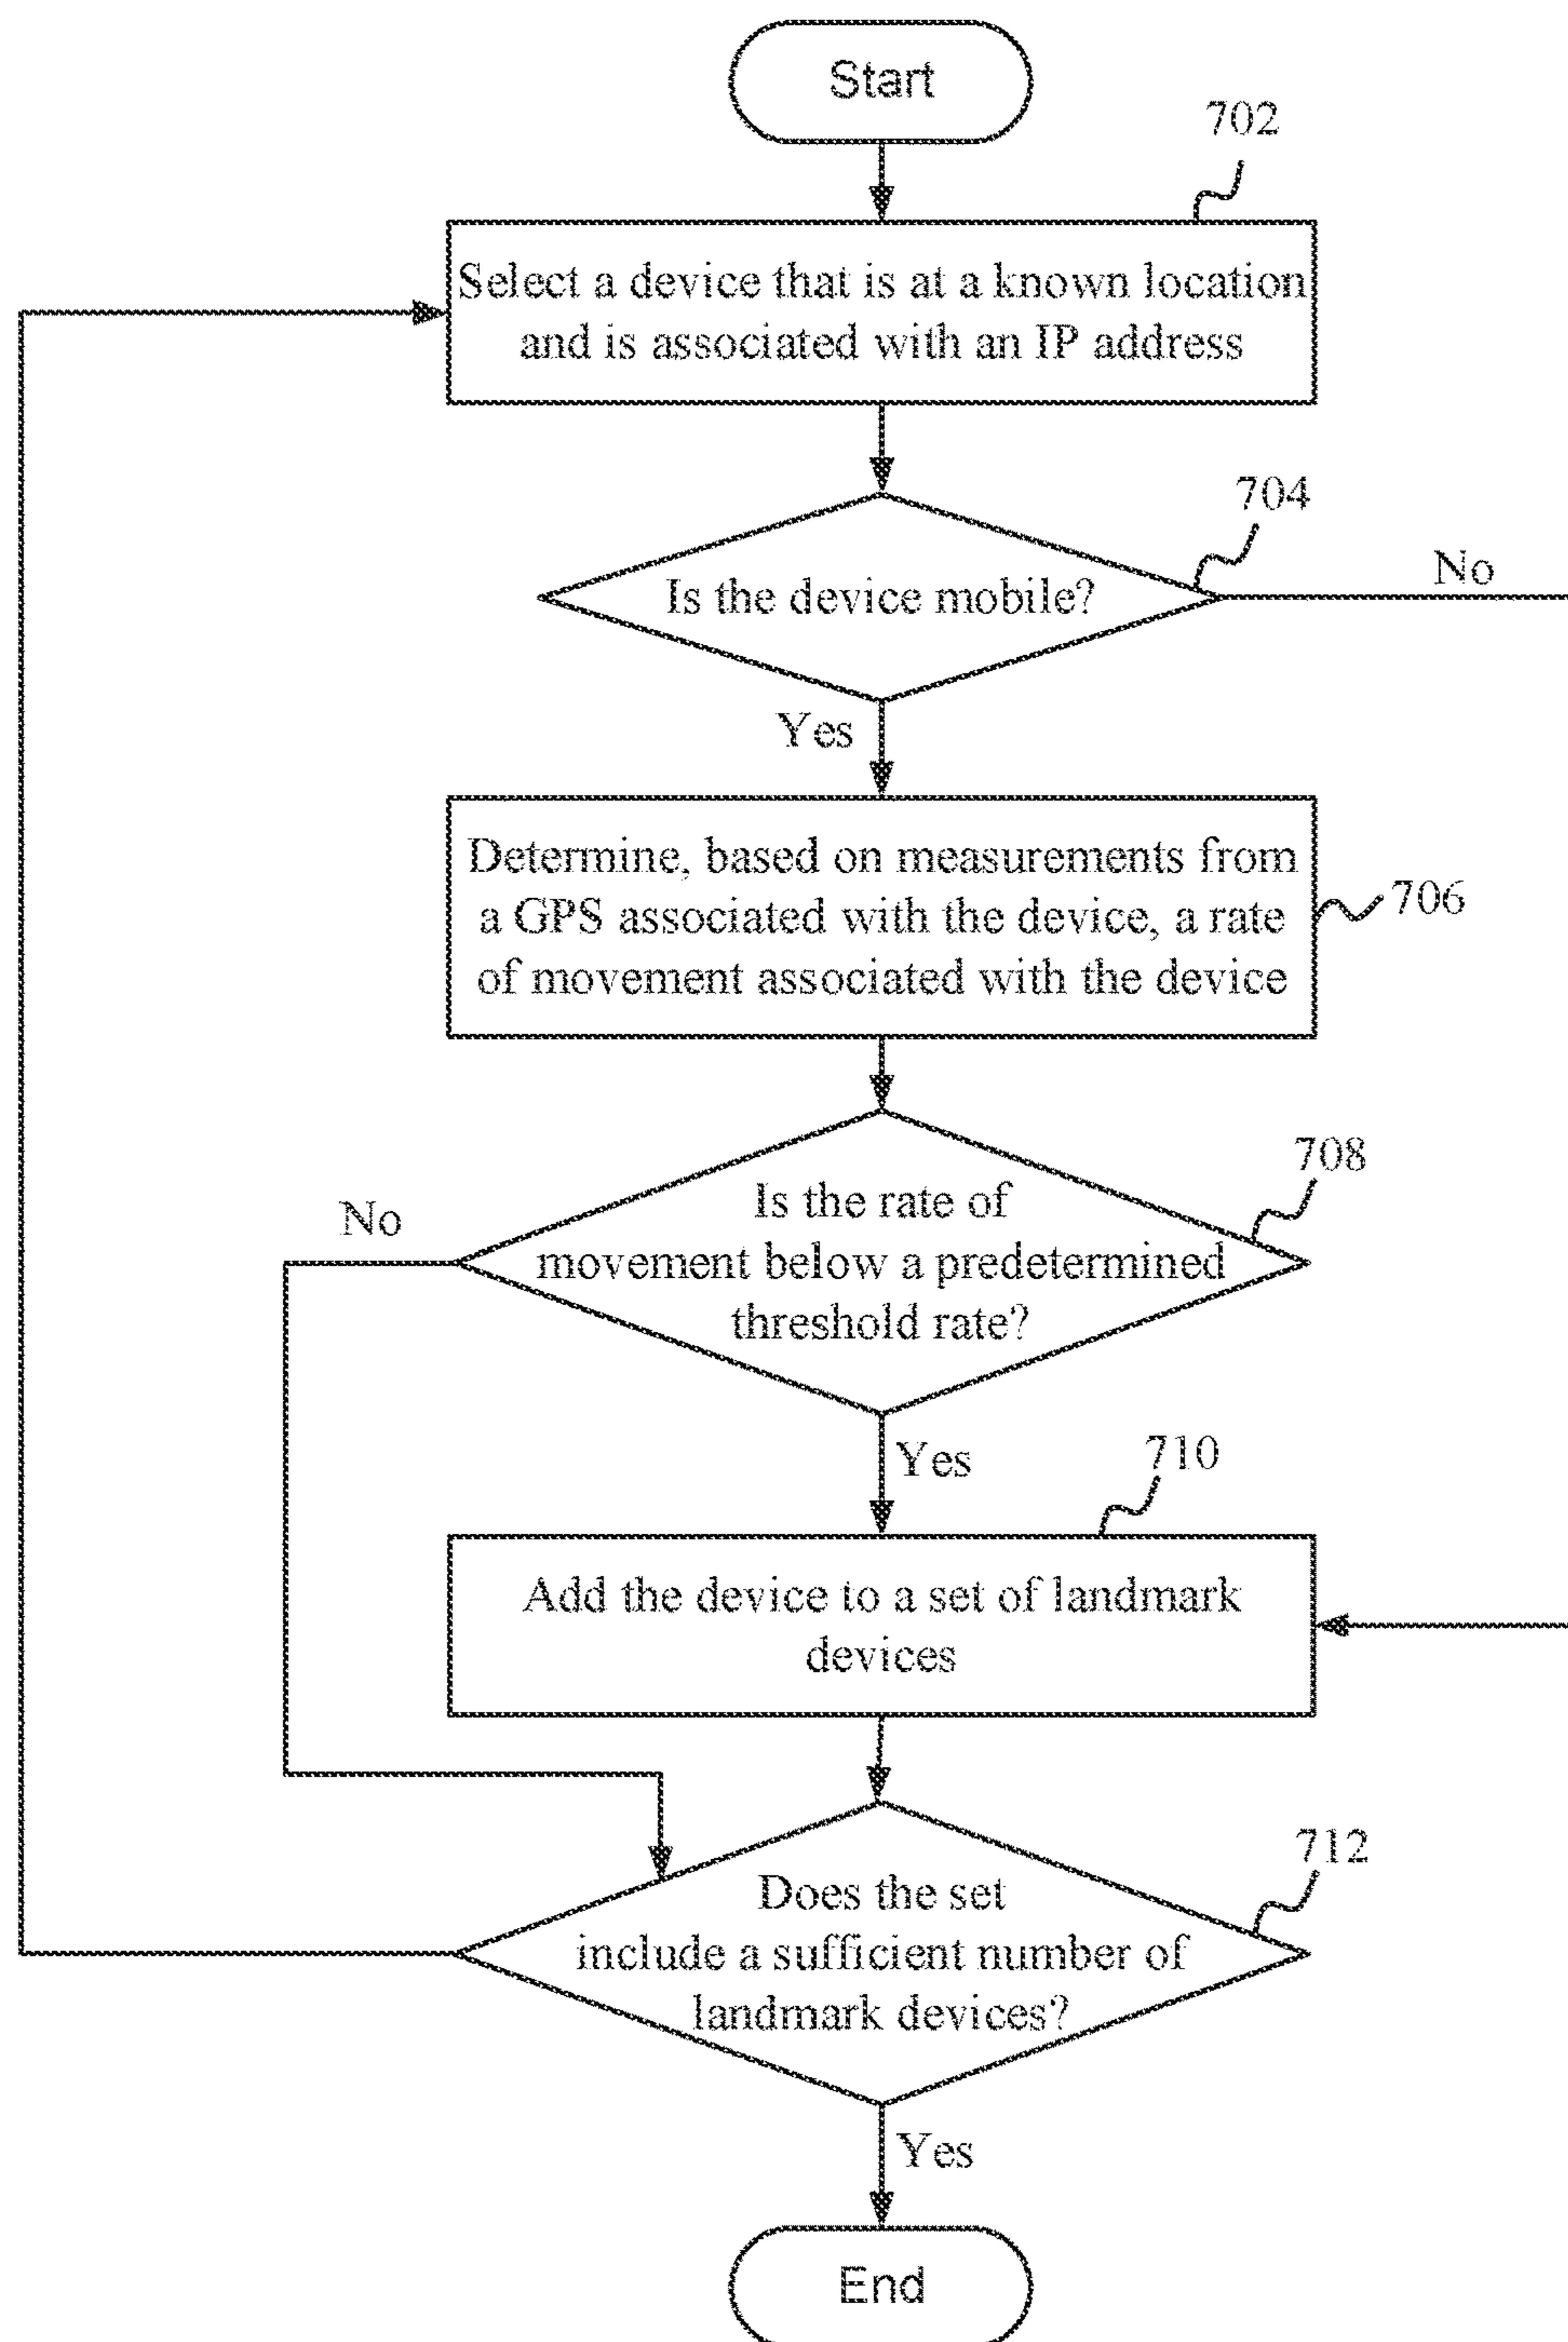 Start
702
Select a device that is at a known location
and is associated with an IP address
704
Is the device mobile?
No
Yes
Determine, based on measurements from
a GPS associated with the device, a rate
of movement associated with the device
706
708
No
Is the rate of
movement below a predetermined
threshold rate?
Yes
710
Add the device to a set of landmark
devices
712
Does the set
include a sufficient number of
landmark devices?
Yes
End